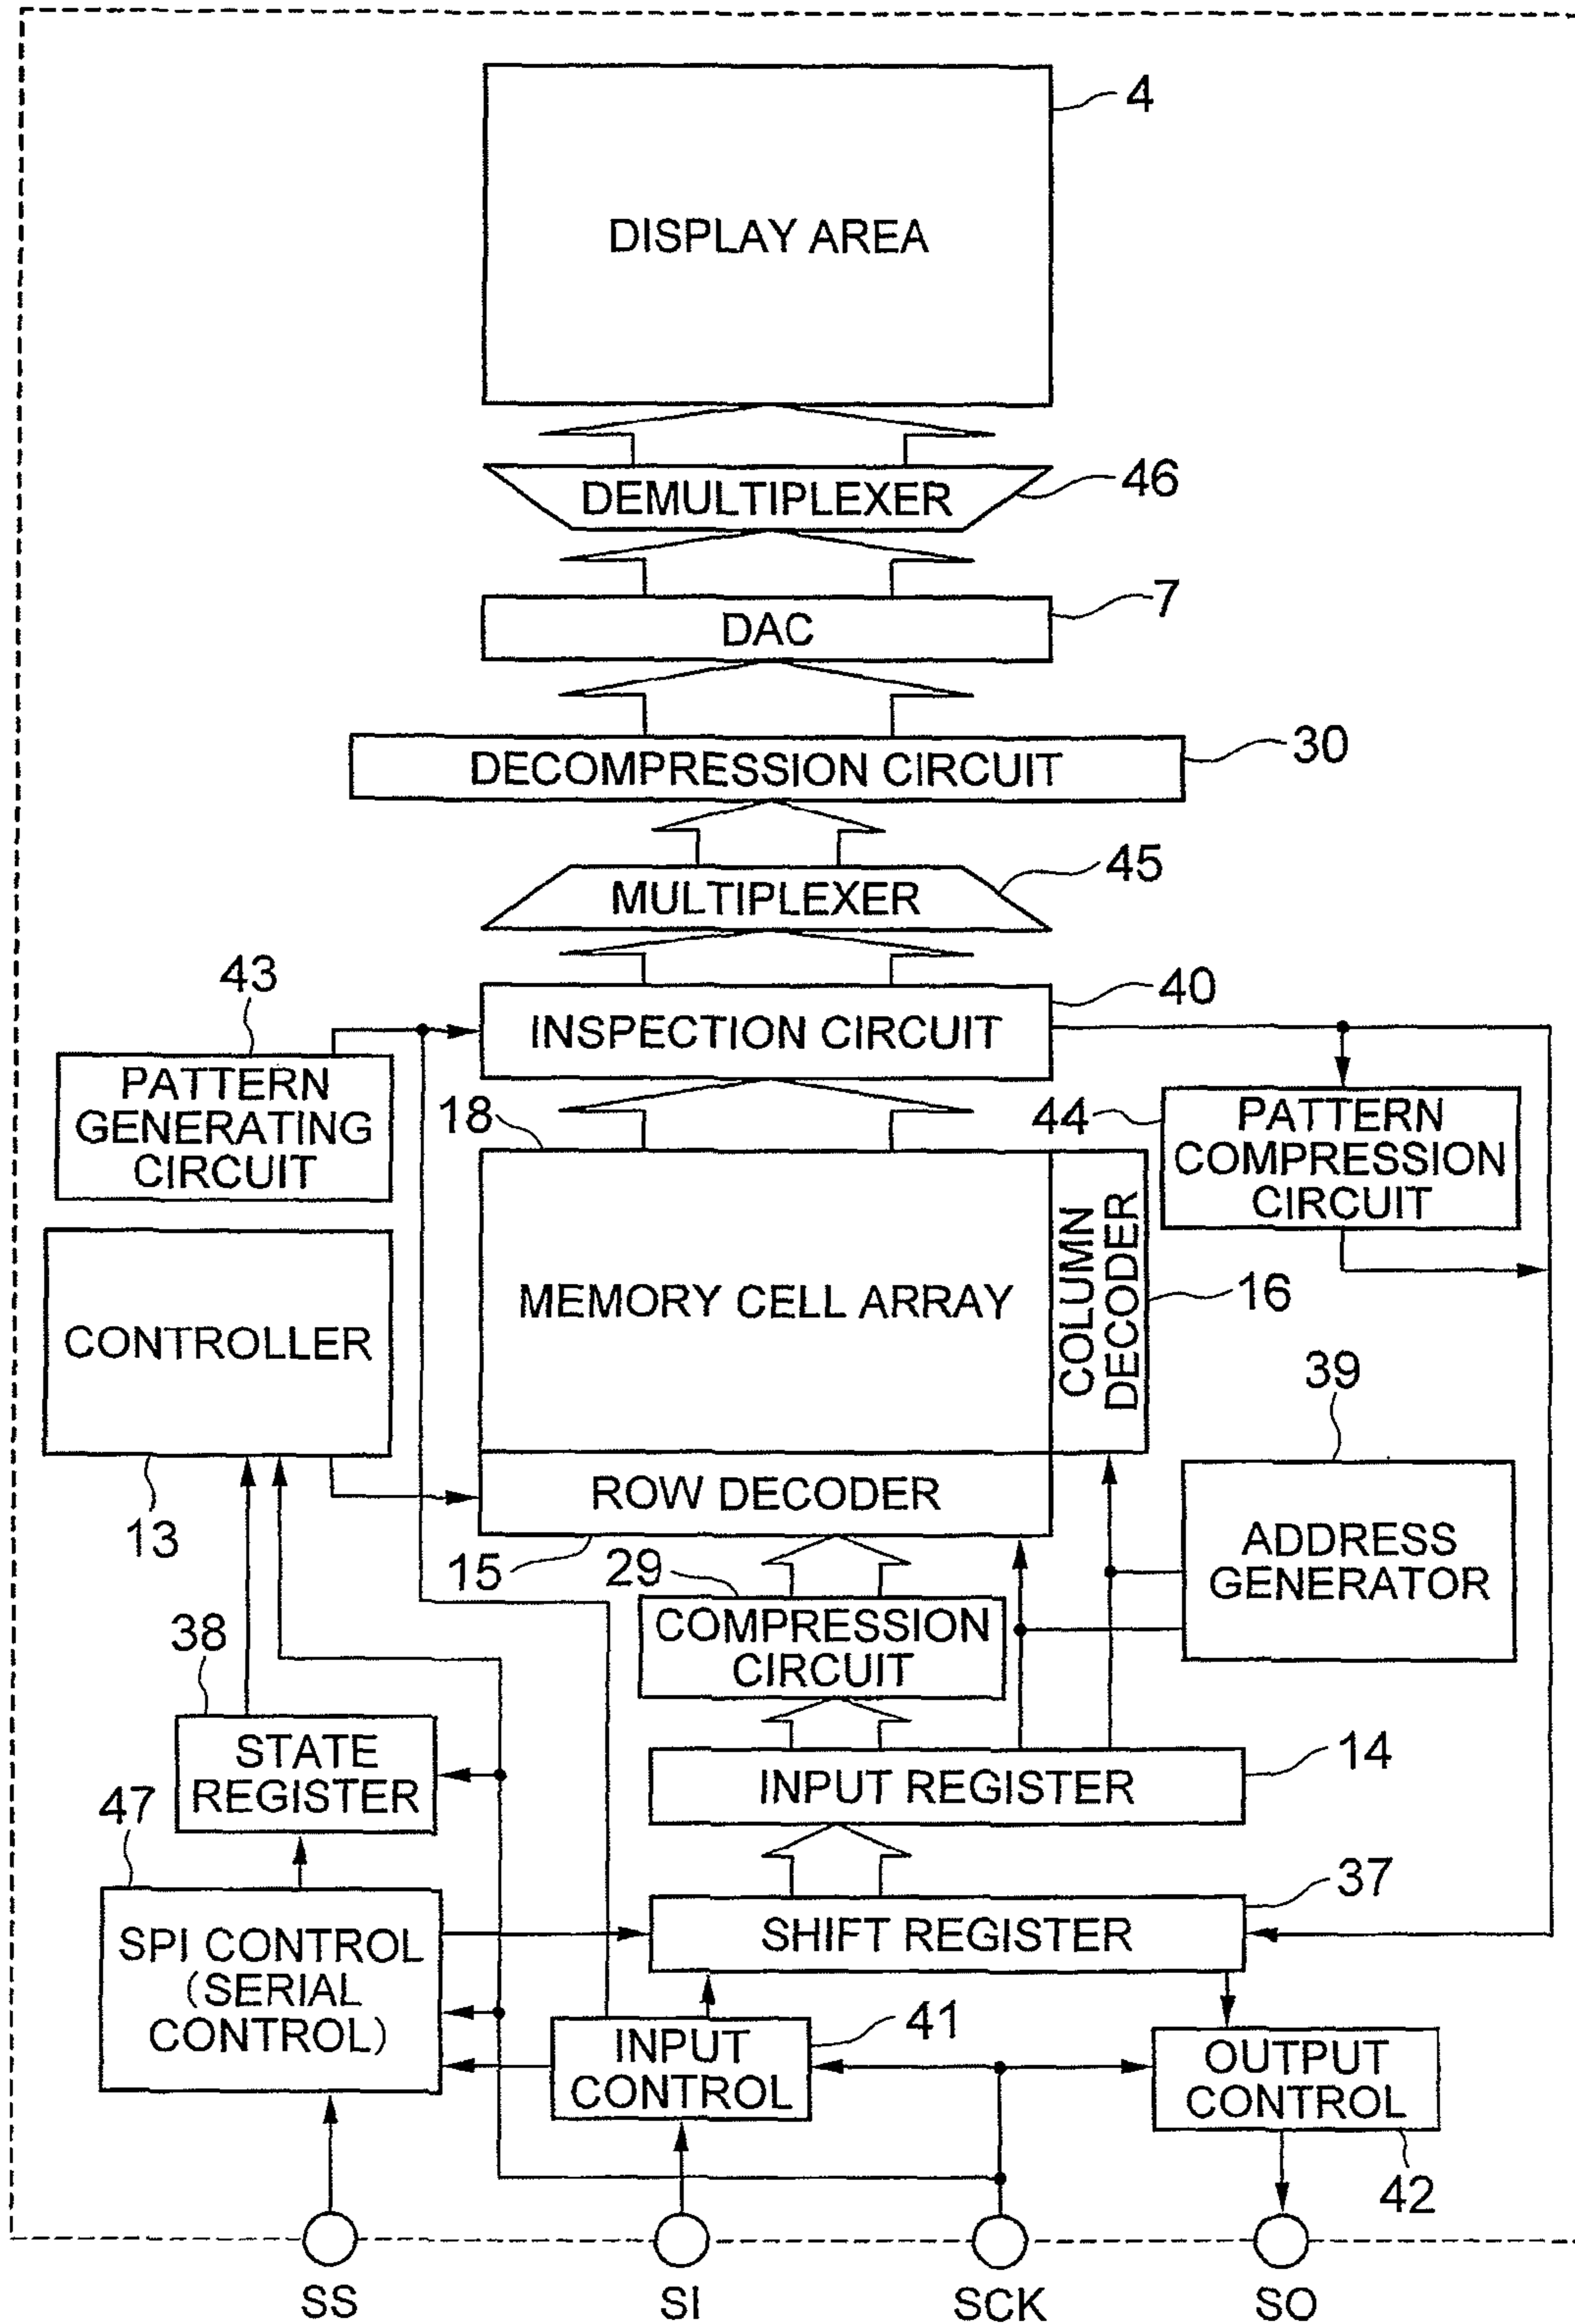 4
DISPLAY AREA
46
DEMULTIPLEXER
7
DAC
30
DECOMPRESSION CIRCUIT
45
MULTIPLEXER
43
40
INSPECTION CIRCUIT
PATTERN
GENERATING
CIRCUIT
18
44
PATTERN
COMPRESSION
CIRCUIT
CONTROLLER
MEMORY CELL ARRAY
COLUMN
DECODER
16
39
ROW DECODER
13
15
29
ADDRESS
GENERATOR
COMPRESSION
CIRCUIT
38
STATE
REGISTER
14
INPUT REGISTER
47
37
SPI CONTROL
(SERIAL
CONTROL)
SHIFT REGISTER
41
INPUT
CONTROL
OUTPUT
CONTROL
42
SS
SI
SCK
SO